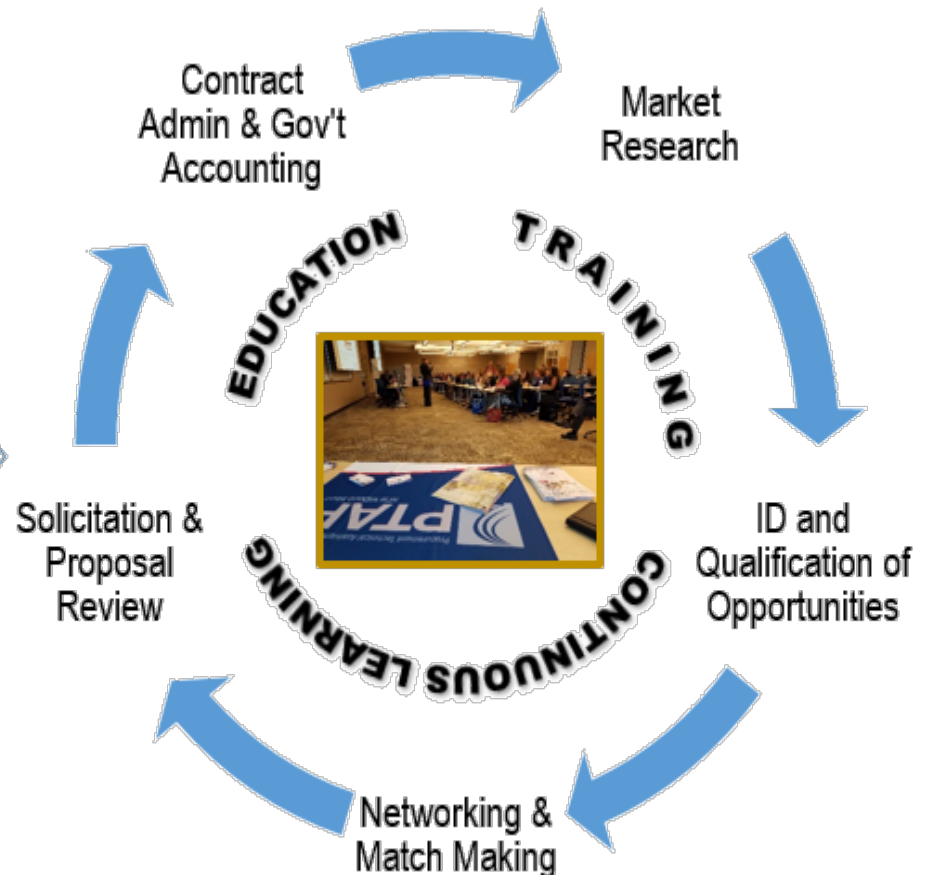 Contract
Admin & Gov't
Accounting
Market
Research
EDUCATION
TRAINING
PTAP
Solicitation &
Proposal
Review
ID and
Qualification of
Opportunities
CONTINUOUS LEARNING
Networking &
Match Making